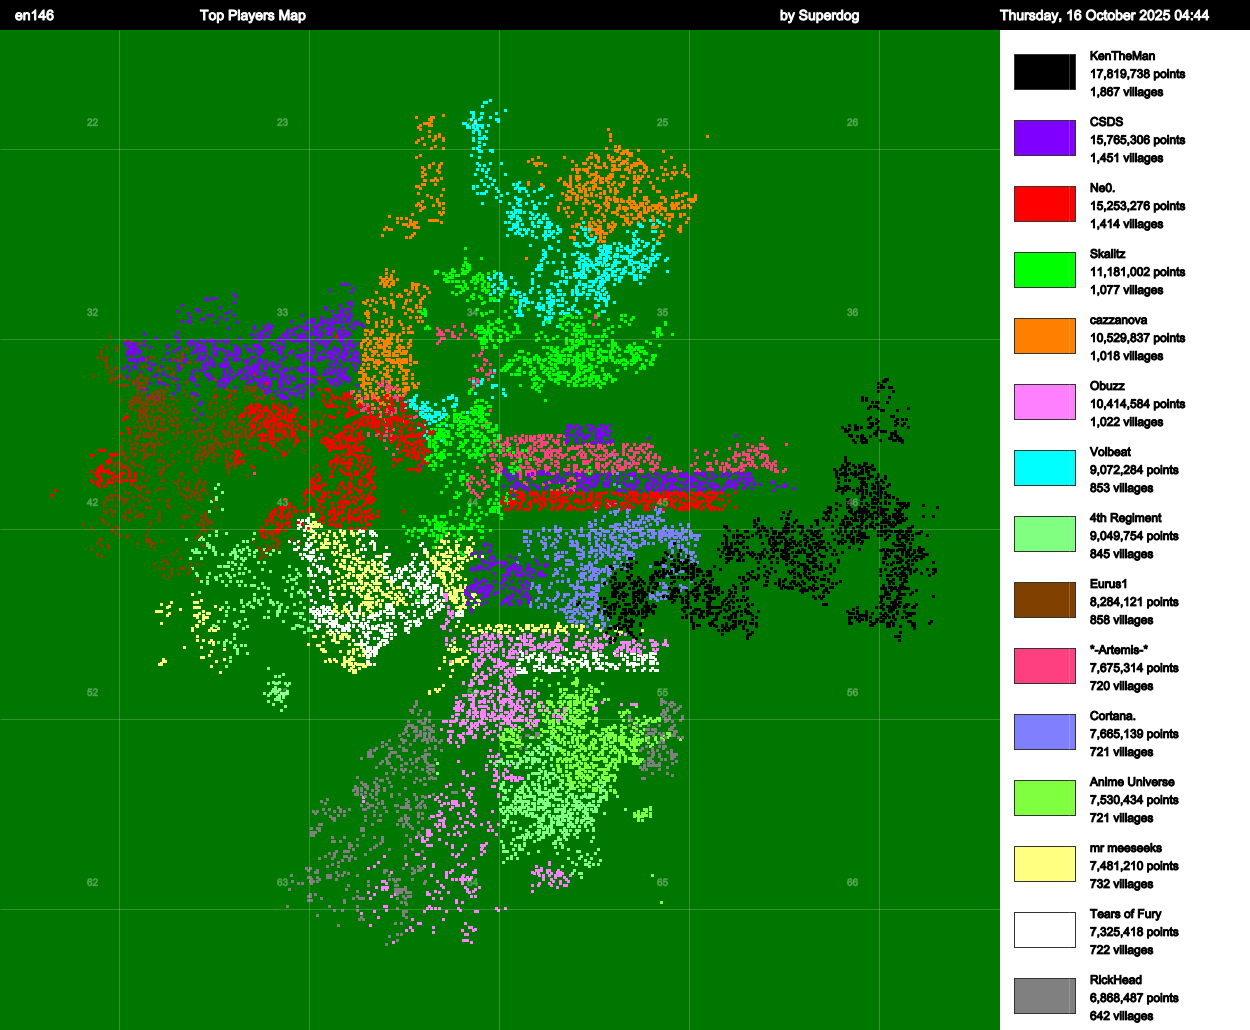 en146 Top Players Map by Superdog Thursday, 16 October 2025 04:44
KenTheMan
17,819,738 points
1,867 villages
CSDS
15,765,306 points
1,451 villages
Ne0.
15,253,276 points
1,414 villages
Skalitz
11,181,002 points
1,077 villages
cazzanova
10,529,837 points
1,018 villages
Obuzz
10,414,584 points
1,022 villages
Volbeat
9,072,284 points
853 villages
4th Regiment
9,049,754 points
845 villages
Eurus1
8,284,121 points
858 villages
*-Artemis-*
7,675,314 points
720 villages
Cortana.
7,665,139 points
721 villages
Anime Universe
7,530,434 points
721 villages
mr meeseeks
7,481,210 points
732 villages
Tears of Fury
7,325,418 points
722 villages
RickHead
6,868,487 points
642 villages
22 23 25 26
32 33 34 35 36
42 43 44 45
52 55 56
62 63 64 65 66